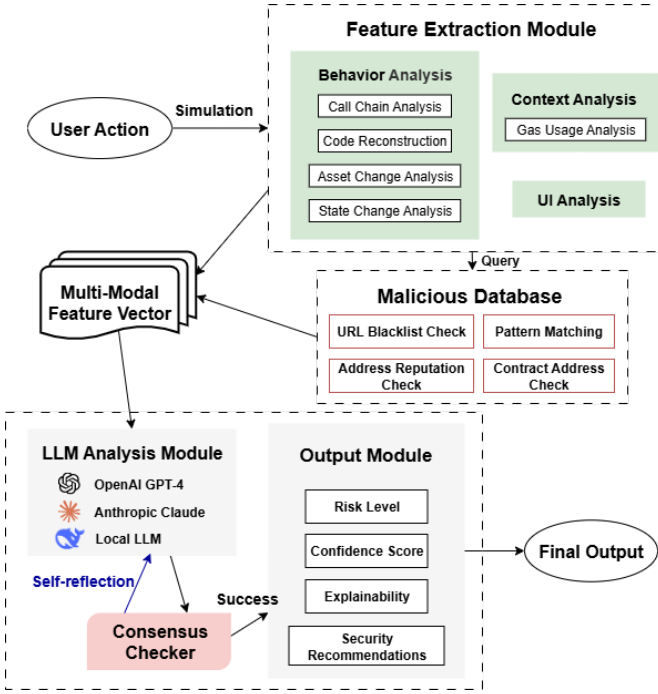 Feature Extraction Module
Behavior Analysis
Call Chain Analysis
Code Reconstruction
Asset Change Analysis
State Change Analysis
Context Analysis
Gas Usage Analysis
UI Analysis
User Action
Simulation
Query
Malicious Database
URL Blacklist Check
Pattern Matching
Address Reputation
Check
Contract Address
Check
Multi-Modal
Feature Vector
LLM Analysis Module
OpenAI GPT-4
Anthropic Claude
Local LLM
Self-reflection
Consensus
Checker
Success
Output Module
Risk Level
Confidence Score
Explainability
Security
Recommendations
Final Output